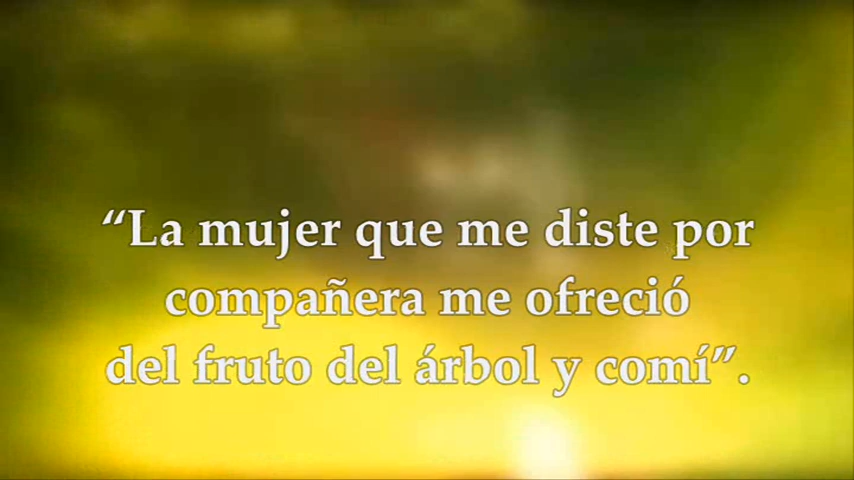 “La mujer que me diste por
compañera me ofreció
del fruto del árbol y comí”.